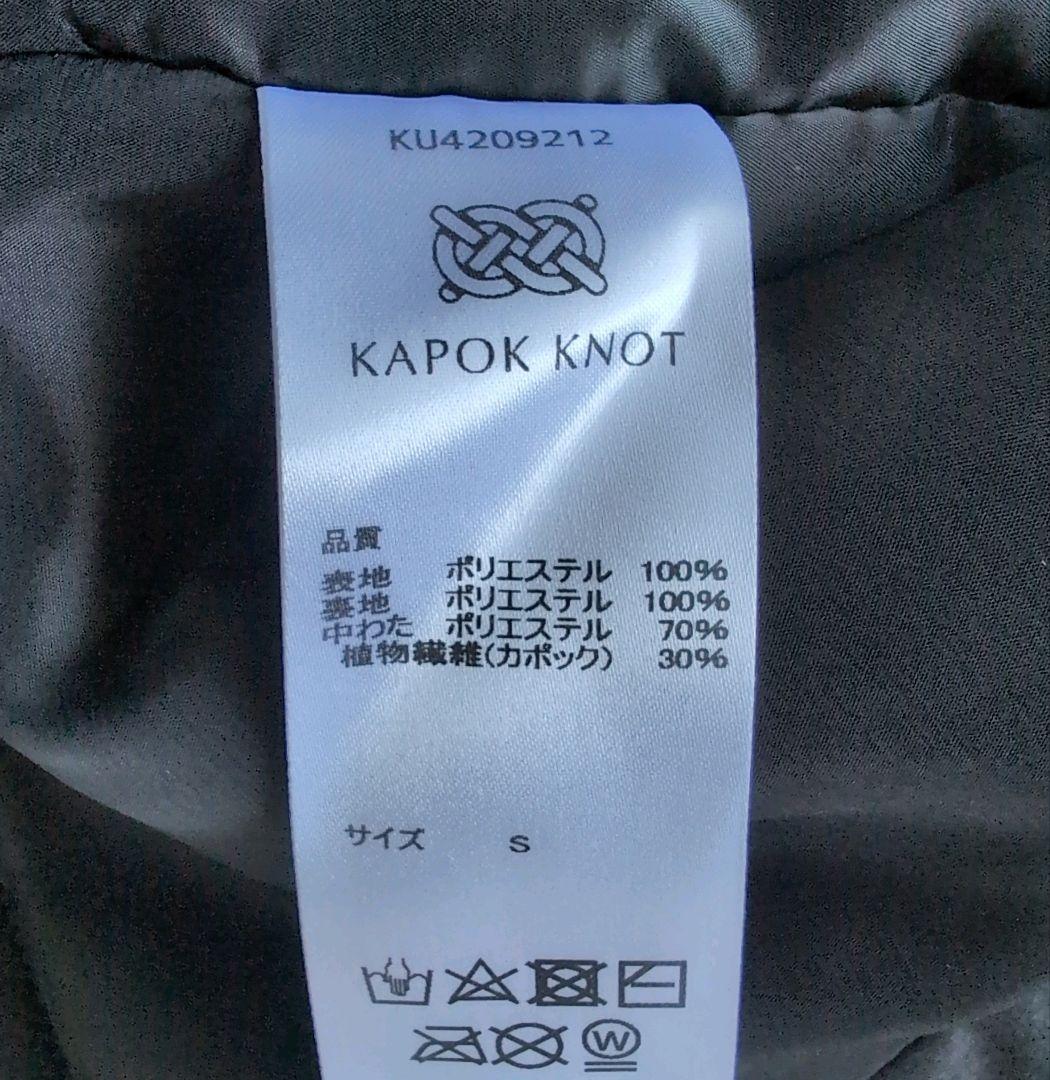 KU4209212
KAPOK KNOT
品質
表地 ポリエステル 100%
裏地 ポリエステル 100%
中わた ポリエステル 70%
植物繊維(カポック) 30%
サイズ S
W